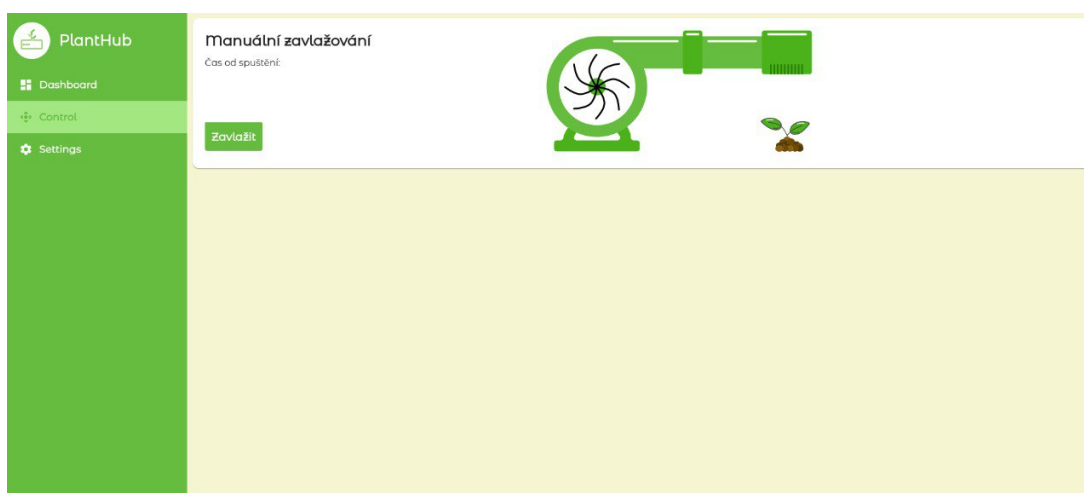 PlantHub
Dashboard
Control
Settings
Manuální zavlažování
Čas od spuštění:
Zavlažit